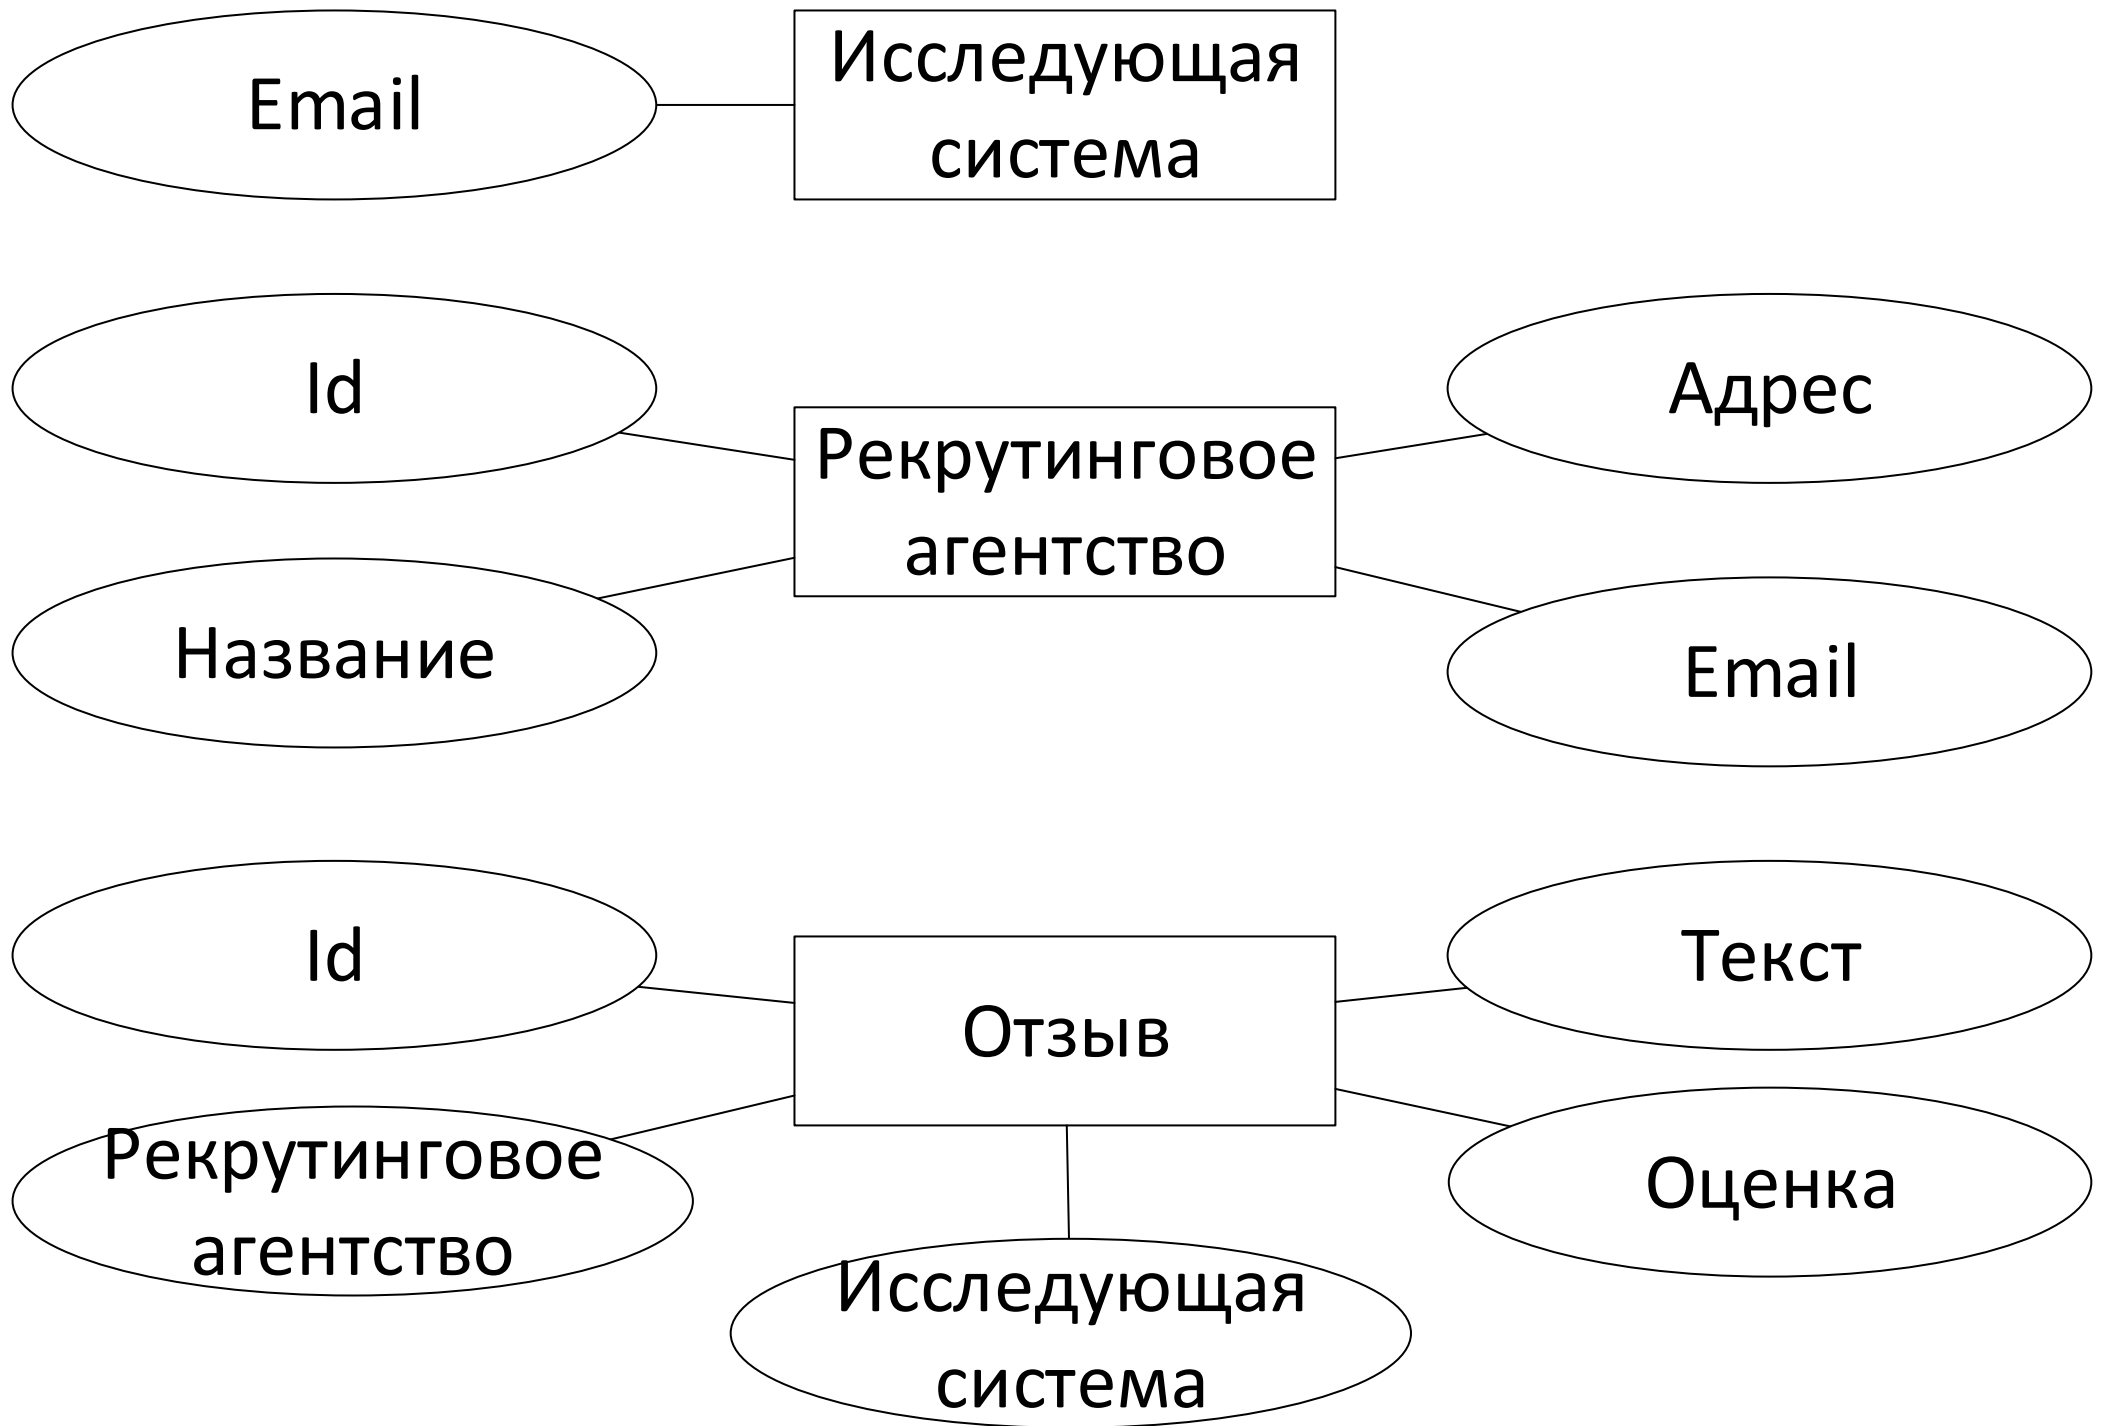 Email
Исследующая
система
Id
Рекрутинговое
агентство
Адрес
Название
Email
Id
Отзыв
Текст
Рекрутинговое
агентство
Исследующая
система
Оценка